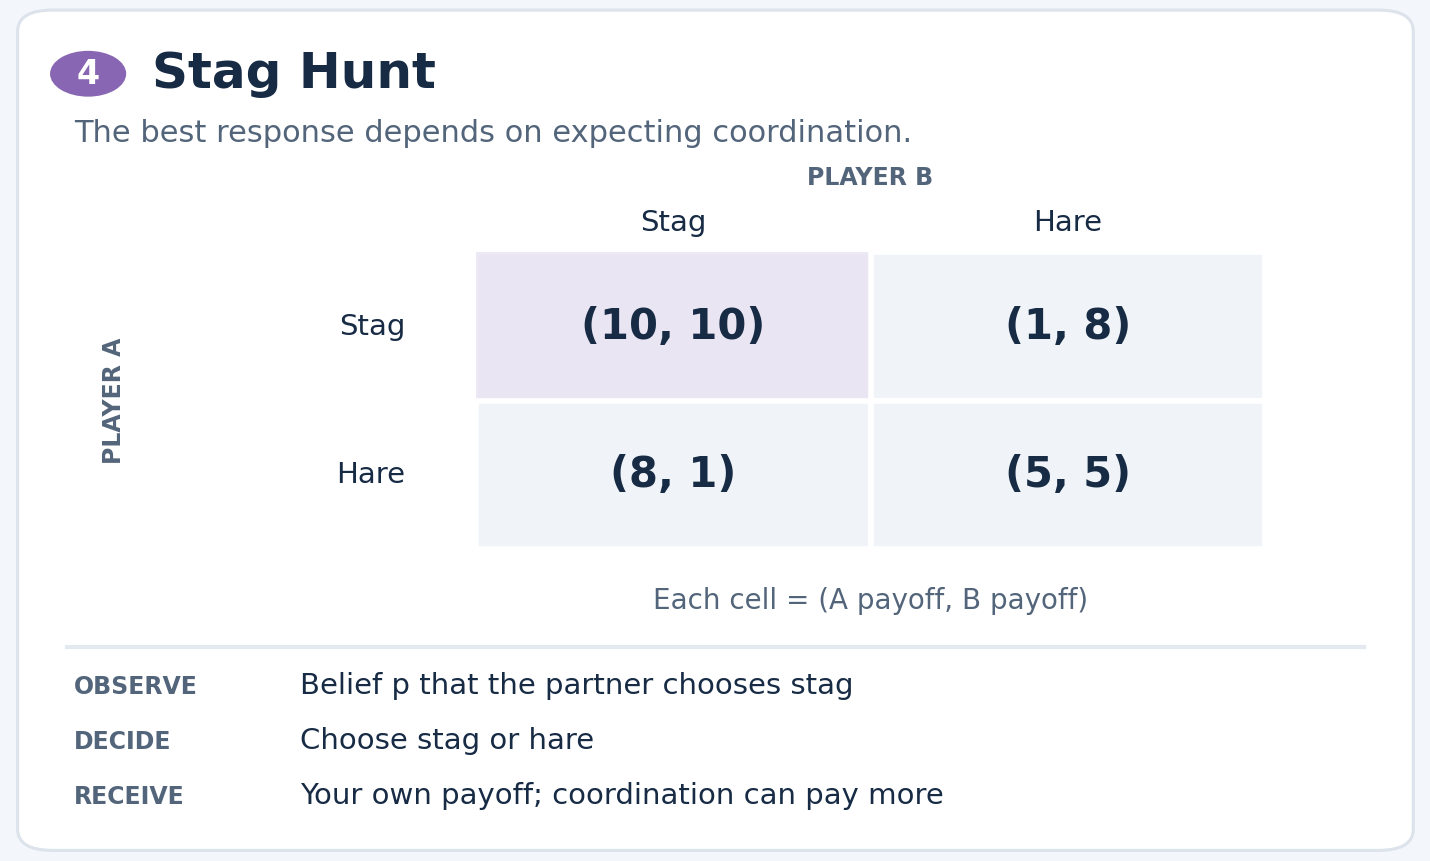 4 Stag Hunt
The best response depends on expecting coordination.
PLAYER B
Stag Hare
PLAYER A
Stag (10, 10) (1, 8)
Hare (8, 1) (5, 5)
Each cell = (A payoff, B payoff)
OBSERVE Belief p that the partner chooses stag
DECIDE Choose stag or hare
RECEIVE Your own payoff; coordination can pay more